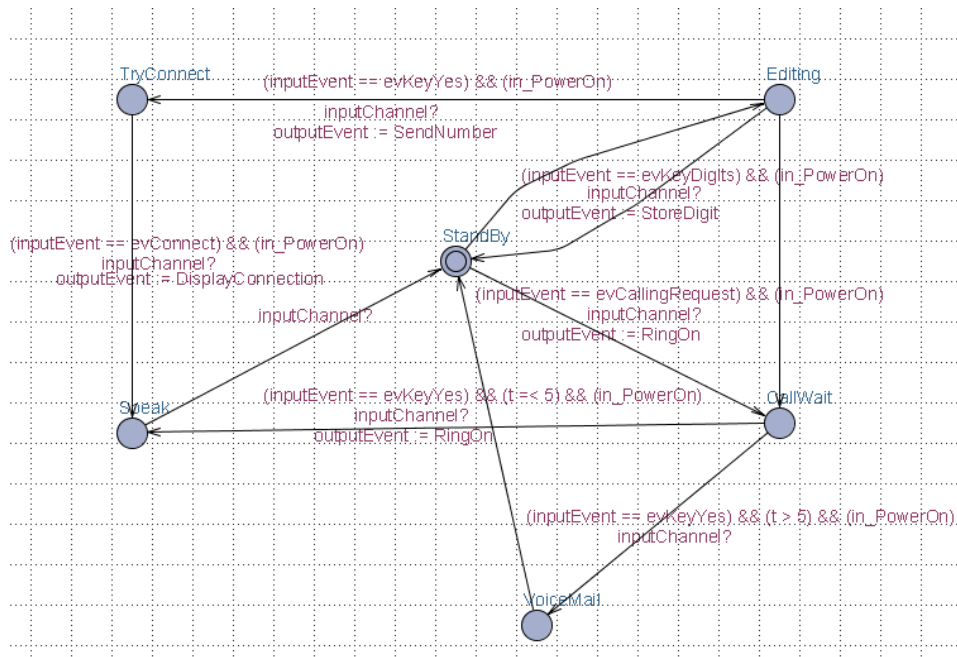 TryConnect
Editing
(inputEvent == evKeyYes) && (in_PowerOn)
inputChannel?
outputEvent := SendNumber
(inputEvent == evKeyDigIts) && (in_PowerOn)
inputChannel?
outputEvent := StoreDigit
StandBy
(inputEvent == evConnect) && (in_PowerOn)
inputChannel?
outputEvent := DisplayConnection
(inputEvent == evCallingRequest) && (in_PowerOn)
inputChannel?
outputEvent := RingOn
inputChannel?
Speak
(inputEvent == evKeyYes) && (t =< 5) && (in_PowerOn)
CallWait
inputChannel?
outputEvent := RingOn
(inputEvent == evKeyYes) && (t > 5) && (in_PowerOn)
inputChannel?
VoiceMail